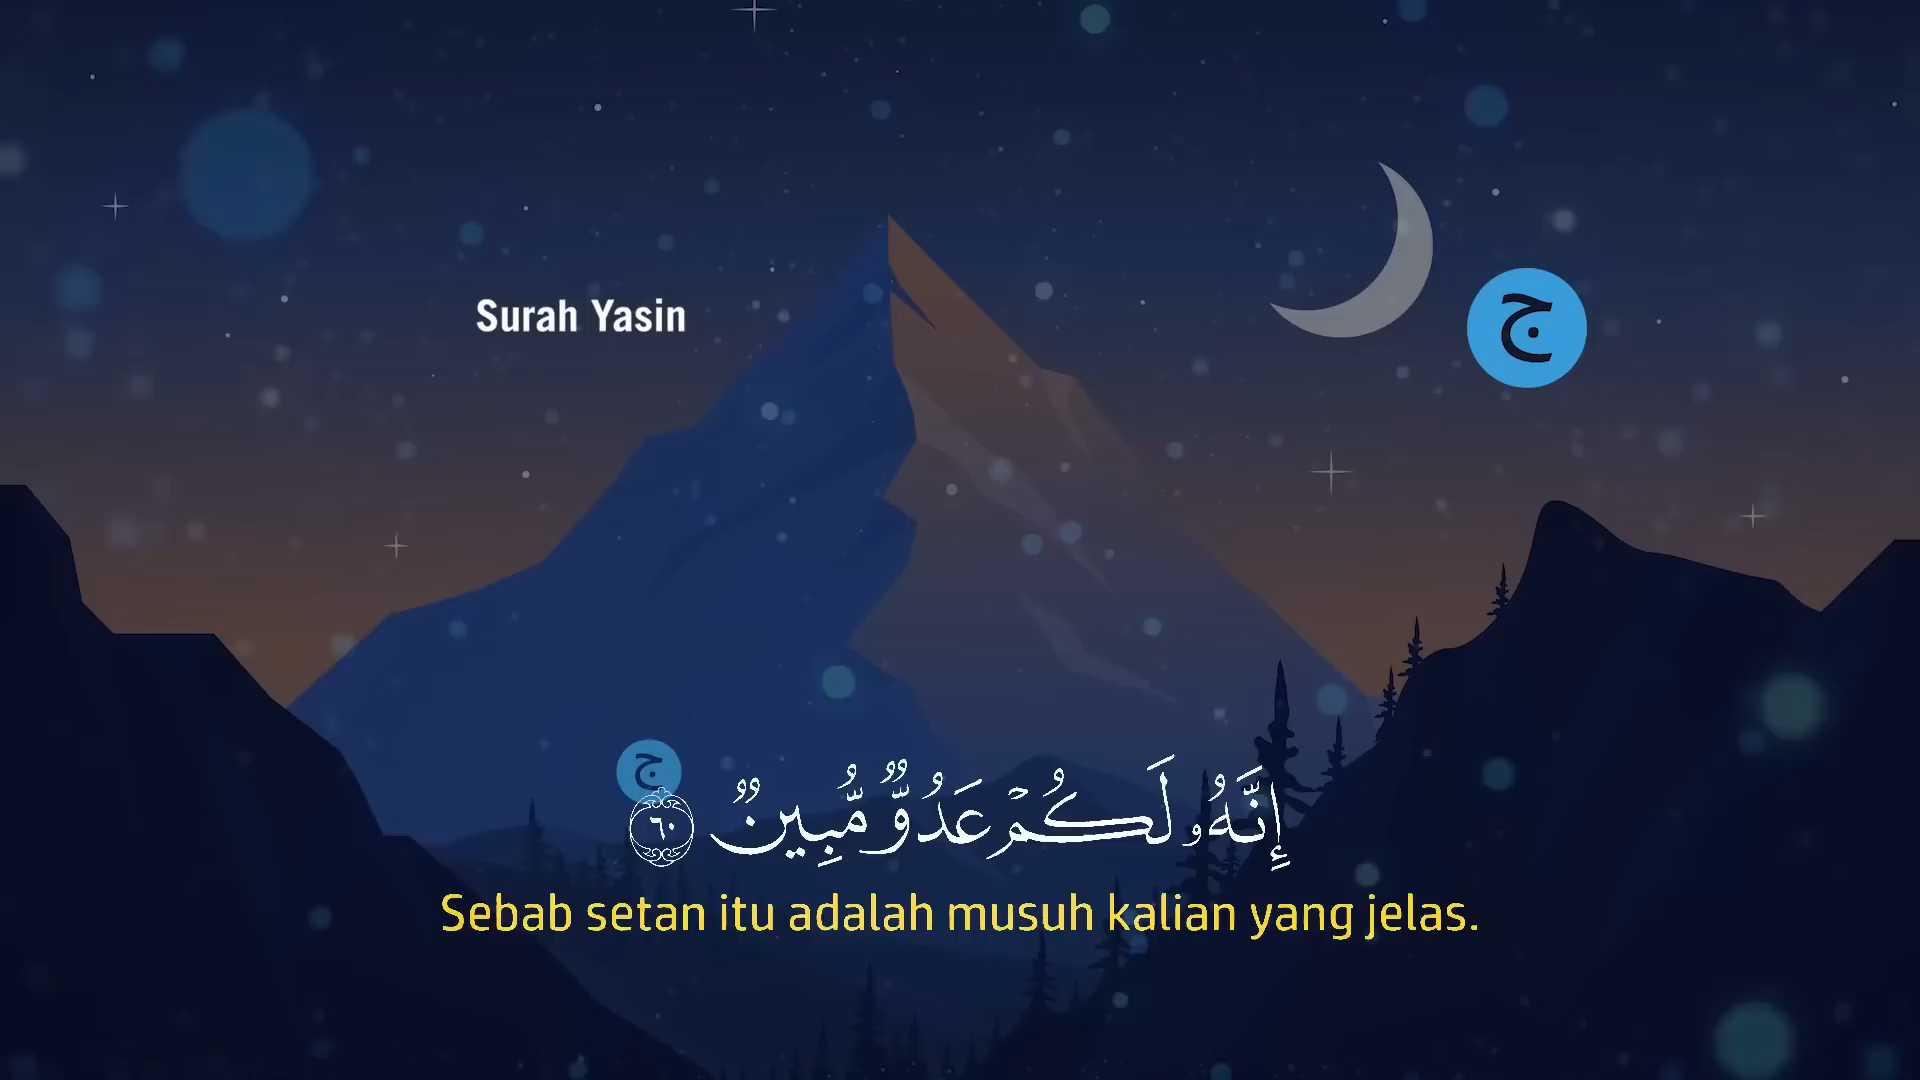 Surah Yasin
ج
ج
إِنَّهُۥ لَكُمْ عَدُوٌّ مُّبِينٌ ٦٠
Sebab setan itu adalah musuh kalian yang jelas.